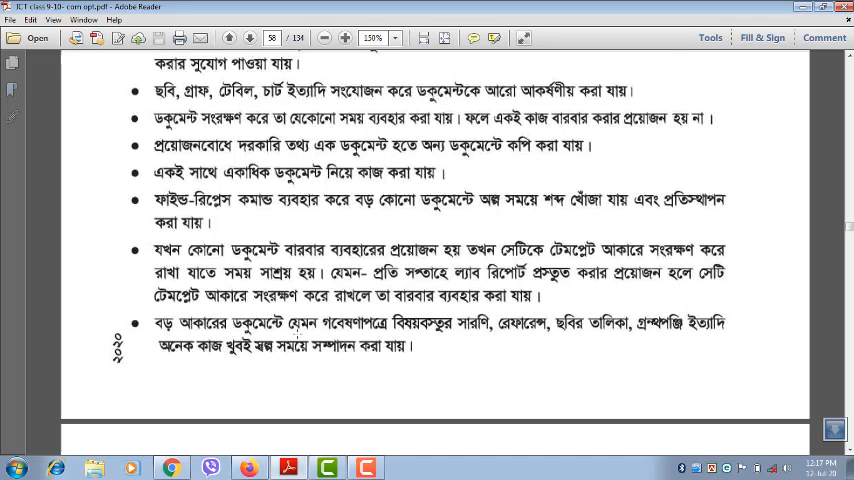 ICT class 9-10- com opt.pdf - Adobe Reader
File Edit View Window Help
Open 58 / 134 150% Tools Fill & Sign Comment
করার সুযোগ পাওয়া যায়।
● ছবি, গ্রাফ, টেবিল, চার্ট ইত্যাদি সংযোজন করে ডকুমেন্টকে আরো আকর্ষণীয় করা যায়।
● ডকুমেন্ট সংরক্ষণ করে তা যেকোনো সময় ব্যবহার করা যায়। ফলে একই কাজ বারবার করার প্রয়োজন হয় না।
● প্রয়োজনবোধে দরকারি তথ্য এক ডকুমেন্ট হতে অন্য ডকুমেন্টে কপি করা যায়।
● একই সাথে একাধিক ডকুমেন্ট নিয়ে কাজ করা যায়।
● ফাইন্ড-রিপ্লেস কমান্ড ব্যবহার করে বড় কোনো ডকুমেন্টে অল্প সময়ে শব্দ খোঁজা যায় এবং প্রতিস্থাপন
করা যায়।
● যখন কোনো ডকুমেন্ট বারবার ব্যবহারের প্রয়োজন হয় তখন সেটিকে টেমপ্লেট আকারে সংরক্ষণ করে
রাখা যাতে সময় সাশ্রয় হয়। যেমন- প্রতি সপ্তাহে ল্যাব রিপোর্ট প্রস্তুত করার প্রয়োজন হলে সেটি
টেমপ্লেট আকারে সংরক্ষণ করে রাখলে তা বারবার ব্যবহার করা যায়।
● বড় আকারের ডকুমেন্টে যেমন গবেষণাপত্রে বিষয়বস্তুর সারণি, রেফারেন্স, ছবির তালিকা, গ্রন্থপঞ্জি ইত্যাদি
অনেক কাজ খুবই স্বল্প সময়ে সম্পাদন করা যায়।
২০২০
12:17 PM
12-Jul-20